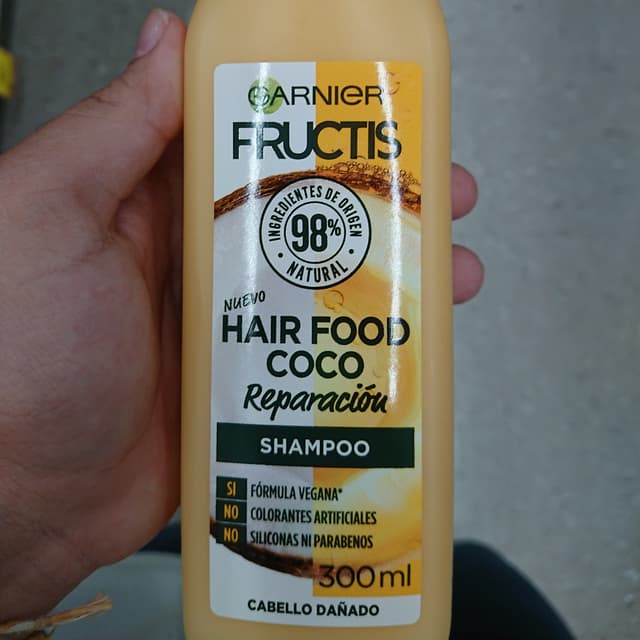 GARNIER
FRUCTIS
INGREDIENTES DE ORIGEN
98%
NATURAL
NUEVO
HAIR FOOD
COCO
Reparación
SHAMPOO
SI FÓRMULA VEGANA*
NO COLORANTES ARTIFICIALES
NO SILICONAS NI PARABENOS
300ml
CABELLO DAÑADO